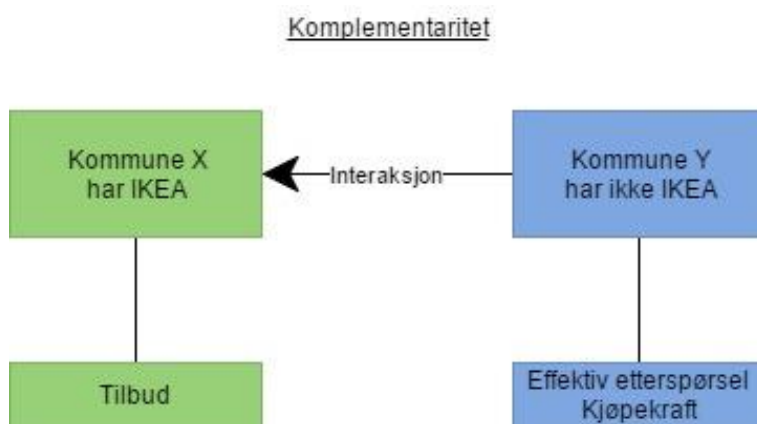 Komplementaritet
Kommune X
har IKEA
Interaksjon
Kommune Y
har ikke IKEA
Tilbud
Effektiv etterspørsel
Kjøpekraft